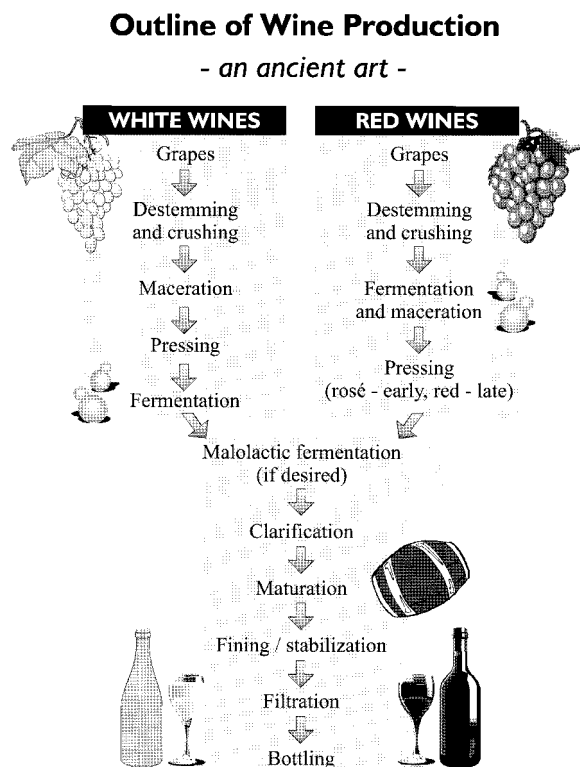 Outline of Wine Production
- an ancient art -
WHITE WINES
Grapes
Destemming
and crushing
Maceration
Pressing
Fermentation
RED WINES
Grapes
Destemming
and crushing
Fermentation
and maceration
Pressing
(rosé - early, red - late)
Malolactic fermentation
(if desired)
Clarification
Maturation
Fining / stabilization
Filtration
Bottling